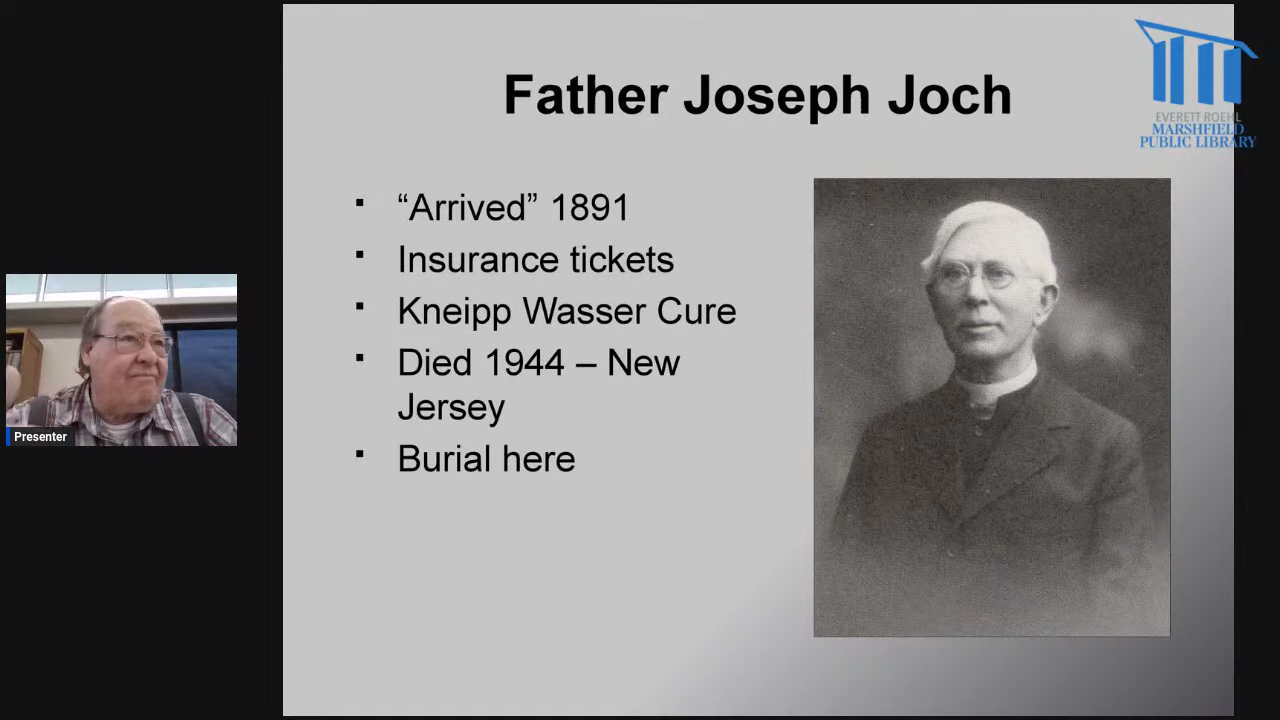 Father Joseph Joch
EVERETT ROEHL
MARSHFIELD
PUBLIC LIBRARY
▪ “Arrived” 1891
▪ Insurance tickets
▪ Kneipp Wasser Cure
▪ Died 1944 – New
Jersey
▪ Burial here
Presenter